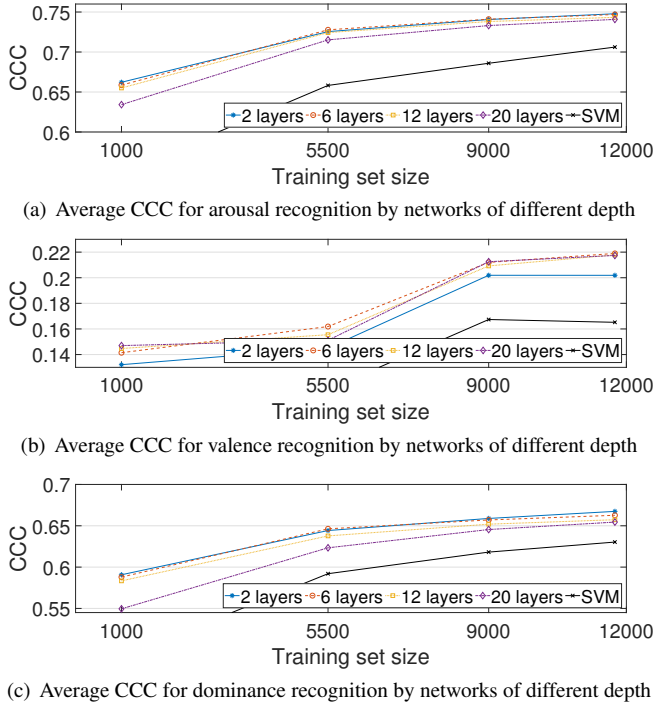 0.75
0.7
0.65
0.6
CCC
2 layers 6 layers 12 layers 20 layers SVM
1000 5500 9000 12000
Training set size
(a) Average CCC for arousal recognition by networks of different depth
0.22
0.2
0.18
0.16
0.14
CCC
2 layers 6 layers 12 layers 20 layers SVM
1000 5500 9000 12000
Training set size
(b) Average CCC for valence recognition by networks of different depth
0.7
0.65
0.6
0.55
CCC
2 layers 6 layers 12 layers 20 layers SVM
1000 5500 9000 12000
Training set size
(c) Average CCC for dominance recognition by networks of different depth